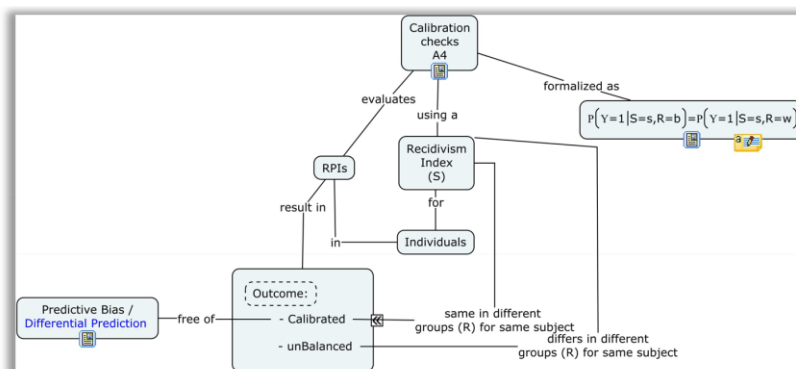 Calibration
checks
A4
evaluates
using a
formalized as
P(Y=1|S=s,R=b)=P(Y=1|S=s,R=w)
a
Recidivism
Index
(S)
RPIs
result in
for
in
Individuals
Outcome:
Predictive Bias /
Differential Prediction
free of
- Calibrated
same in different
groups (R) for same subject
- unBalanced
differs in different
groups (R) for same subject